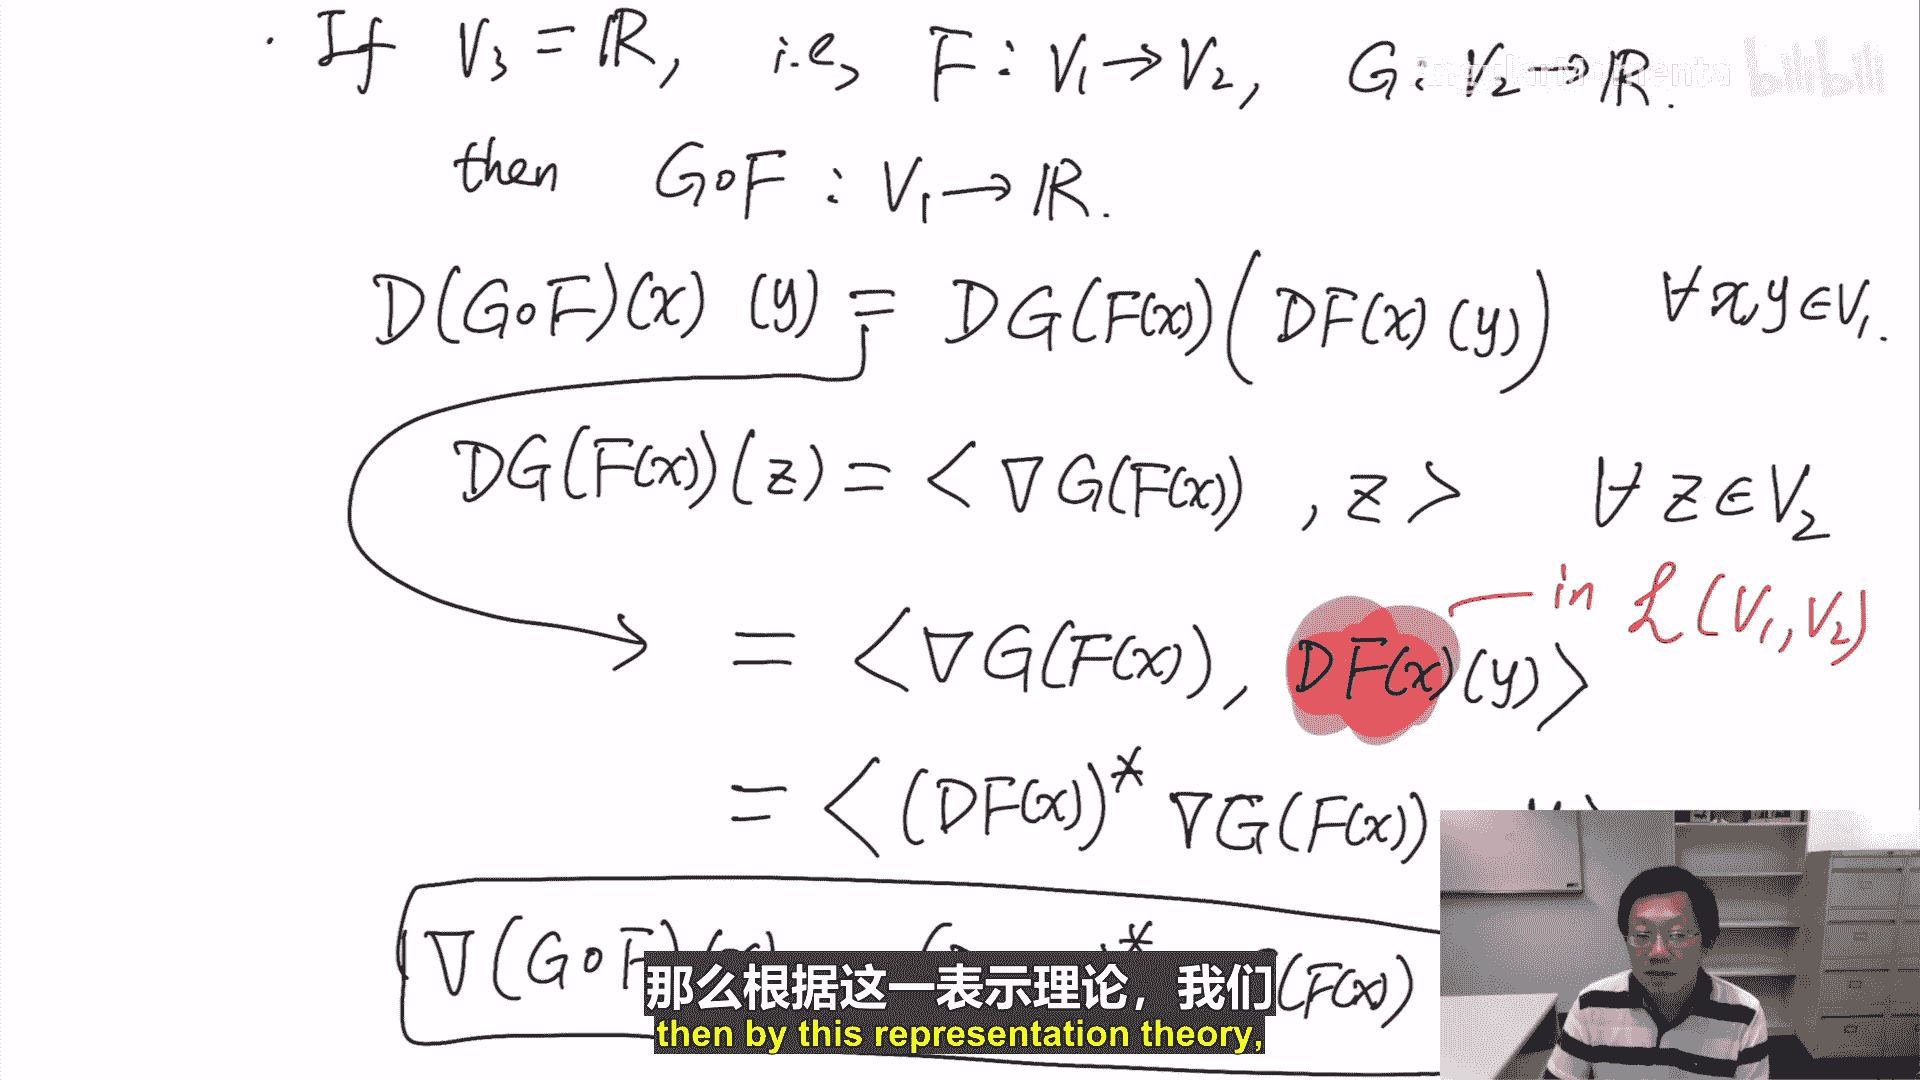 · If V₃ = ℝ, i.e, F : V₁ → V₂, G : V₂ → ℝ.
bilibili
then G∘F : V₁ → ℝ.
D(G∘F)(x) (y) = DG(F(x))(DF(x)(y)) ∀ x,y ∈ V₁.
DG(F(x))(z) = <∇G(F(x)), z> ∀ z ∈ V₂
in ℒ(V₁,V₂)
= <∇G(F(x)), DF(x)(y)>
= <(DF(x))* ∇G(F(x))
∇(G∘F) * (F(x))
那么根据这一表示理论，我们
then by this representation theory,